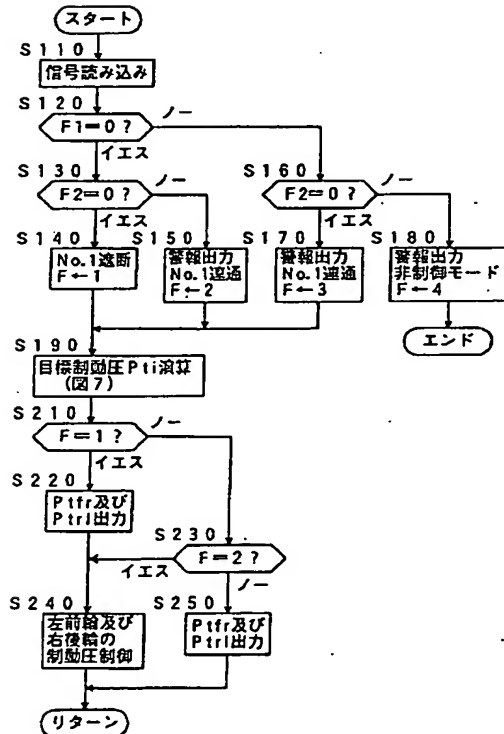 スタート
S110
信号読み込み
S120
F1=0?
ノー
イエス
S130
F2=0?
ノー
イエス
S160
F2=0?
ノー
イエス
S140
No.1遮断
F←1
S150
警報出力
No.1連通
F←2
S170
警報出力
No.1連通
F←3
S180
警報出力
非制御モード
F←4
エンド
S190
目標制動圧Pti演算
(図7)
S210
F=1?
ノー
イエス
S220
Ptfr及び
Ptrl出力
S230
F=2?
イエス
ノー
S240
左前輪及び
右後輪の
制動圧制御
S250
Ptfr及び
Ptrl出力
リターン